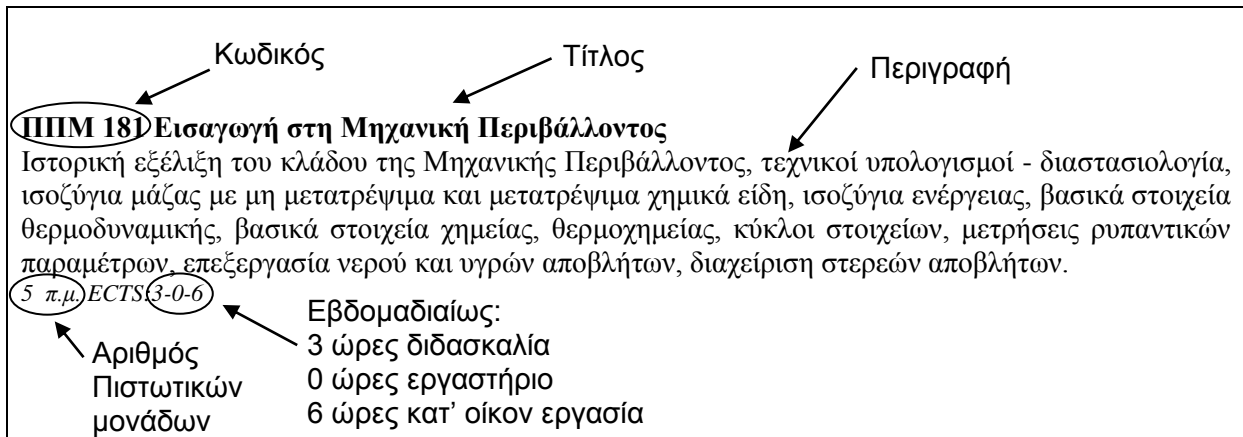 Κωδικός
Τίτλος
Περιγραφή
ΠΠΜ 181 Εισαγωγή στη Μηχανική Περιβάλλοντος
Ιστορική εξέλιξη του κλάδου της Μηχανικής Περιβάλλοντος, τεχνικοί υπολογισμοί - διαστασιολογία,
ισοζύγια μάζας με μη μετατρέψιμα και μετατρέψιμα χημικά είδη, ισοζύγια ενέργειας, βασικά στοιχεία
θερμοδυναμικής, βασικά στοιχεία χημείας, θερμοχημείας, κύκλοι στοιχείων, μετρήσεις ρυπαντικών
παραμέτρων, επεξεργασία νερού και υγρών αποβλήτων, διαχείριση στερεών αποβλήτων.
5 π.μ. ECTS:3-0-6
Αριθμός
Πιστωτικών
μονάδων
Εβδομαδιαίως:
3 ώρες διδασκαλία
0 ώρες εργαστήριο
6 ώρες κατ’ οίκον εργασία